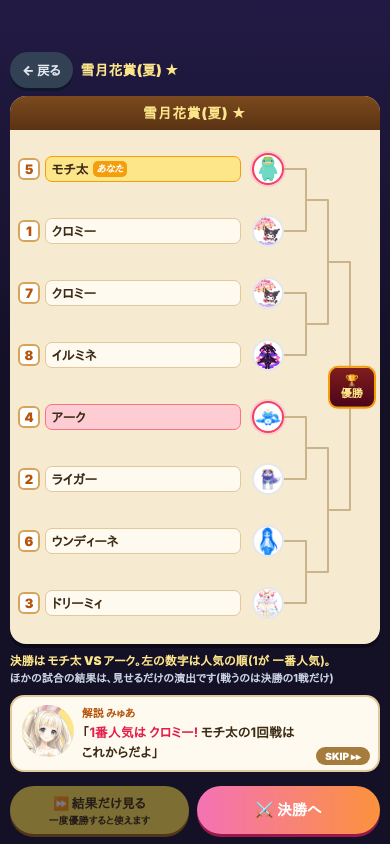 ← 戻る
雪月花賞(夏) ★
雪月花賞(夏) ★
5 モチ太 あなた
1 クロミー
7 クロミー
8 イルミネ
🏆
優勝
4 アーク
2 ライガー
6 ウンディーネ
3 ドリーミィ
決勝は モチ太 VS アーク。左の数字は人気の順(1が 一番人気)。
ほかの試合の結果は、見せるだけの演出です(戦うのは決勝の1戦だけ)
解説 みゅあ
「1番人気は クロミー! モチ太の1回戦は
これからだよ」
SKIP ▸▸
⏩ 結果だけ見る
一度優勝すると使えます
⚔️ 決勝へ